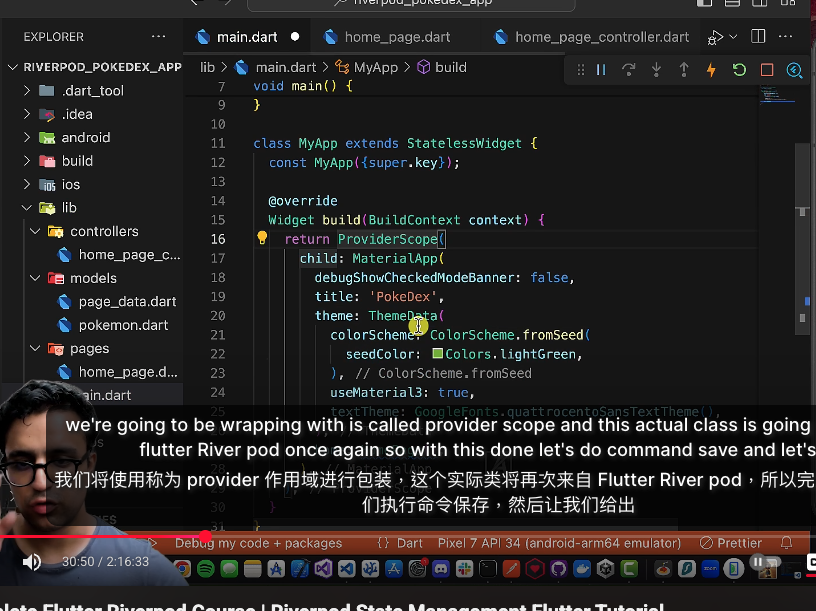 riverpod_pokedex_app
EXPLORER
main.dart
home_page.dart
home_page_controller.dart
RIVERPOD_POKEDEX_APP
.dart_tool
.idea
android
build
ios
lib
controllers
home_page_c...
models
page_data.dart
pokemon.dart
pages
home_page.d...
main.dart
lib > main.dart > MyApp > build
7 void main() {
9 }
10
11 class MyApp extends StatelessWidget {
12 const MyApp({super.key});
13
14 @override
15 Widget build(BuildContext context) {
16 return ProviderScope(
17 child: MaterialApp(
18 debugShowCheckedModeBanner: false,
19 title: 'PokeDex',
20 theme: ThemeData(
21 colorScheme: ColorScheme.fromSeed(
22 seedColor: Colors.lightGreen,
23 ), // ColorScheme.fromSeed
24 useMaterial3: true,
25 textTheme: GoogleFonts.quattrocentoSansTextTheme(),
we're going to be wrapping with is called provider scope and this actual class is going
flutter River pod once again so with this done let's do command save and let's
我们将使用称为 provider 作用域进行包装，这个实际类将再次来自 Flutter River pod，所以完
们执行命令保存，然后让我们给出
// MaterialApp
30 }
31 }
Debug my code + packages
{} Dart
Pixel 7 API 34 (android-arm64 emulator)
Prettier
30:50 / 2:16:33
Flutter Riverpod Course | Riverpod State Management Flutter Tutorial